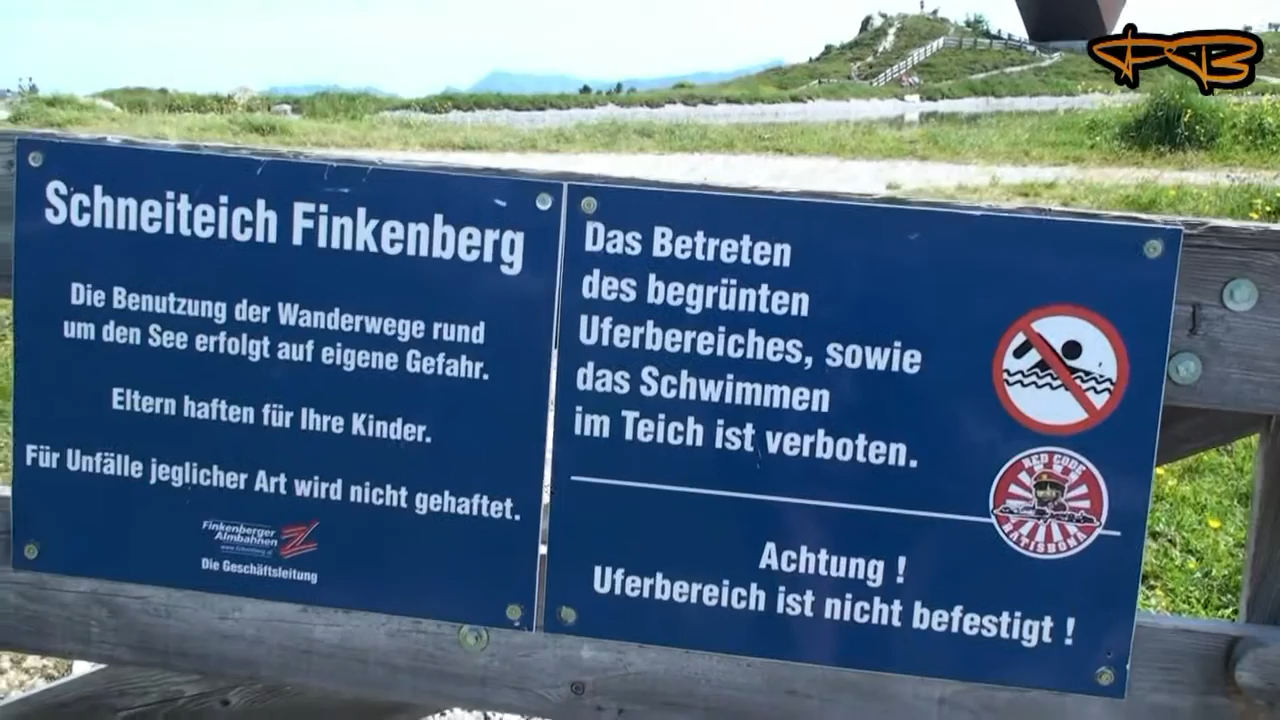 Schneiteich Finkenberg
Die Benutzung der Wanderwege rund
um den See erfolgt auf eigene Gefahr.
Eltern haften für Ihre Kinder.
Für Unfälle jeglicher Art wird nicht gehaftet.
Finkenberger
Almbahnen
Die Geschäftsleitung
Das Betreten
des begrünten
Uferbereiches, sowie
das Schwimmen
im Teich ist verboten.
RED CODE
RATISBONA
Achtung !
Uferbereich ist nicht befestigt !
PB